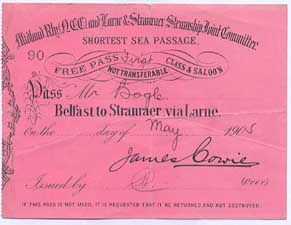 Midland Rly (N.C.C.) and Larne & Stranraer Steamship Joint Committee.
SHORTEST SEA PASSAGE.
90
FREE PASS First CLASS & SALOON
NOT TRANSFERABLE
Pass Mr Bogle
Belfast to Stranraer via Larne.
On the day of May 1905
James Cowie
Issued by (OVER)
IF THIS PASS IS NOT USED, IT IS REQUESTED THAT IT BE RETURNED AND NOT DESTROYED.